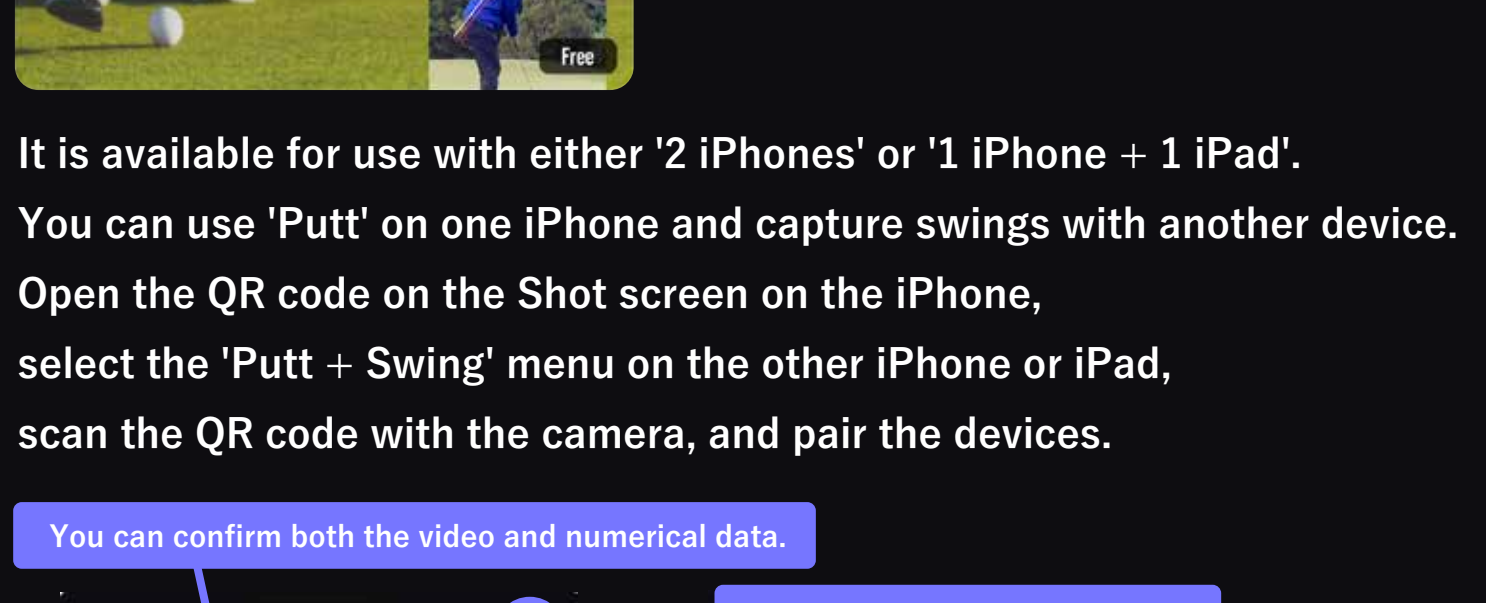 Free
It is available for use with either '2 iPhones' or '1 iPhone + 1 iPad'.
You can use 'Putt' on one iPhone and capture swings with another device.
Open the QR code on the Shot screen on the iPhone,
select the 'Putt + Swing' menu on the other iPhone or iPad,
scan the QR code with the camera, and pair the devices.
You can confirm both the video and numerical data.